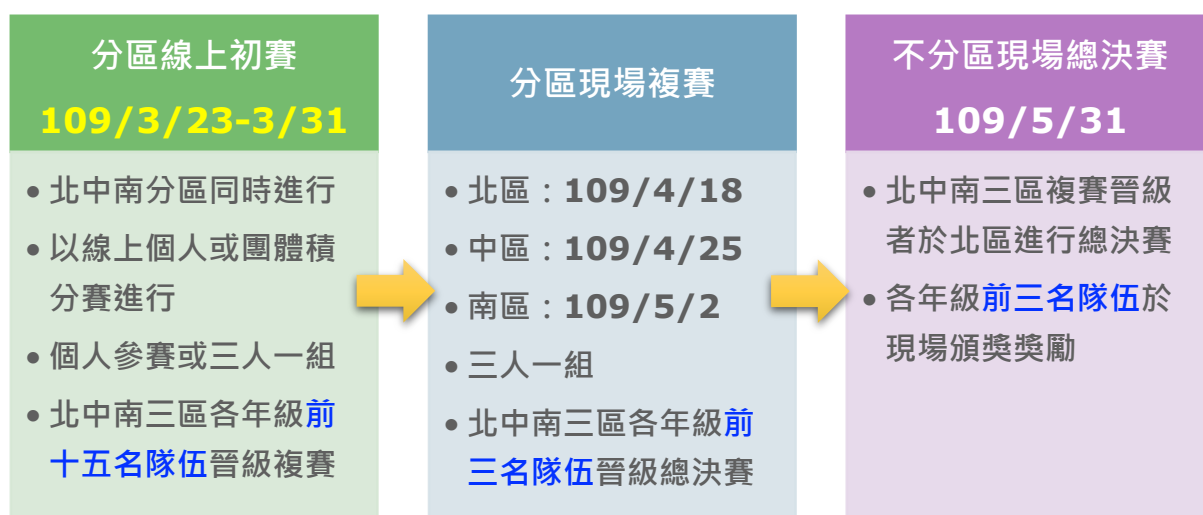 分區線上初賽
109/3/23-3/31
• 北中南分區同時進行
• 以線上個人或團體積
分賽進行
• 個人參賽或三人一組
• 北中南三區各年級前
十五名隊伍晉級複賽
分區現場複賽
• 北區：109/4/18
• 中區：109/4/25
• 南區：109/5/2
• 三人一組
• 北中南三區各年級前
三名隊伍晉級總決賽
不分區現場總決賽
109/5/31
• 北中南三區複賽晉級
者於北區進行總決賽
• 各年級前三名隊伍於
現場頒獎獎勵